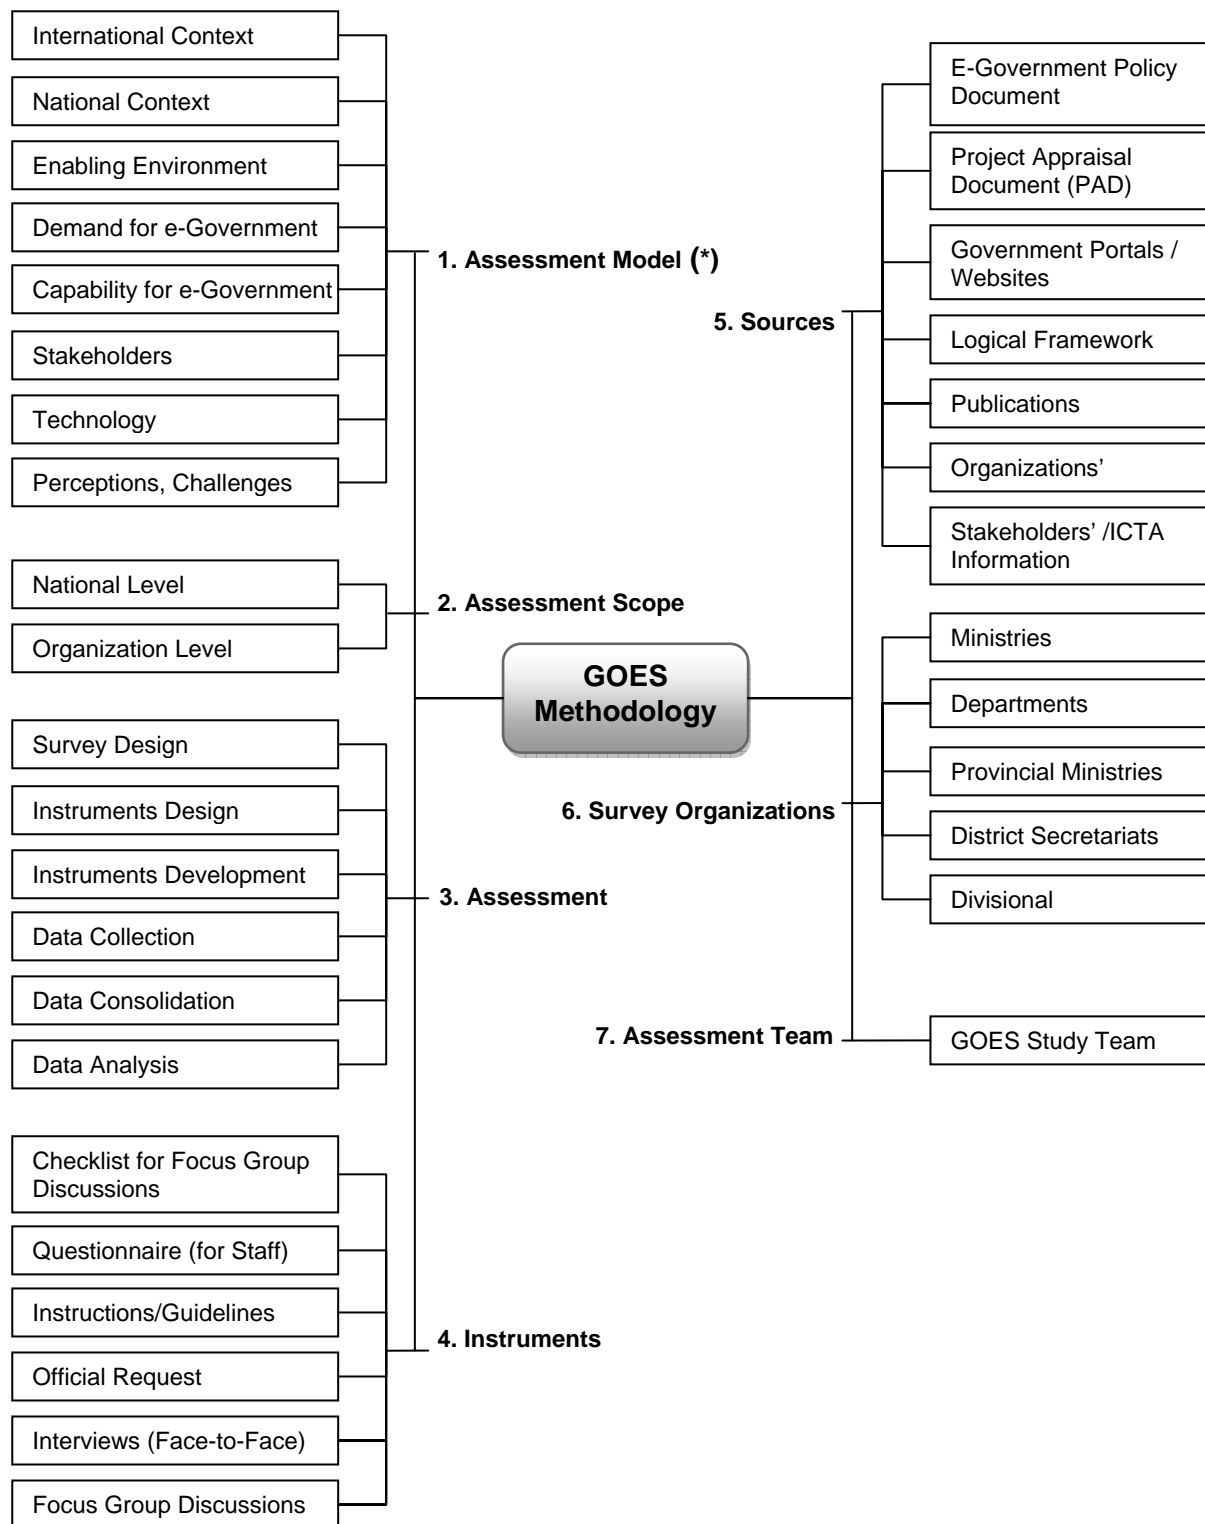 International Context
National Context
Enabling Environment
Demand for e-Government
Capability for e-Government
Stakeholders
Technology
Perceptions, Challenges
1. Assessment Model (*)
National Level
Organization Level
2. Assessment Scope
GOES
Methodology
Survey Design
Instruments Design
Instruments Development
Data Collection
Data Consolidation
Data Analysis
3. Assessment
Checklist for Focus Group
Discussions
Questionnaire (for Staff)
Instructions/Guidelines
Official Request
Interviews (Face-to-Face)
Focus Group Discussions
4. Instruments
5. Sources
E-Government Policy
Document
Project Appraisal
Document (PAD)
Government Portals /
Websites
Logical Framework
Publications
Organizations’
Stakeholders’ /ICTA
Information
6. Survey Organizations
Ministries
Departments
Provincial Ministries
District Secretariats
Divisional
7. Assessment Team
GOES Study Team